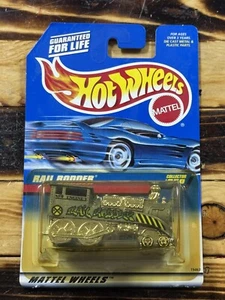 GUARANTEED
FOR LIFE
FOR AGES
OVER 3 YEARS
DIE CAST METAL &
PLASTIC PARTS
Hot Wheels
MATTEL
RAIL RODDER
COLLECTOR
MATTEL WHEELS